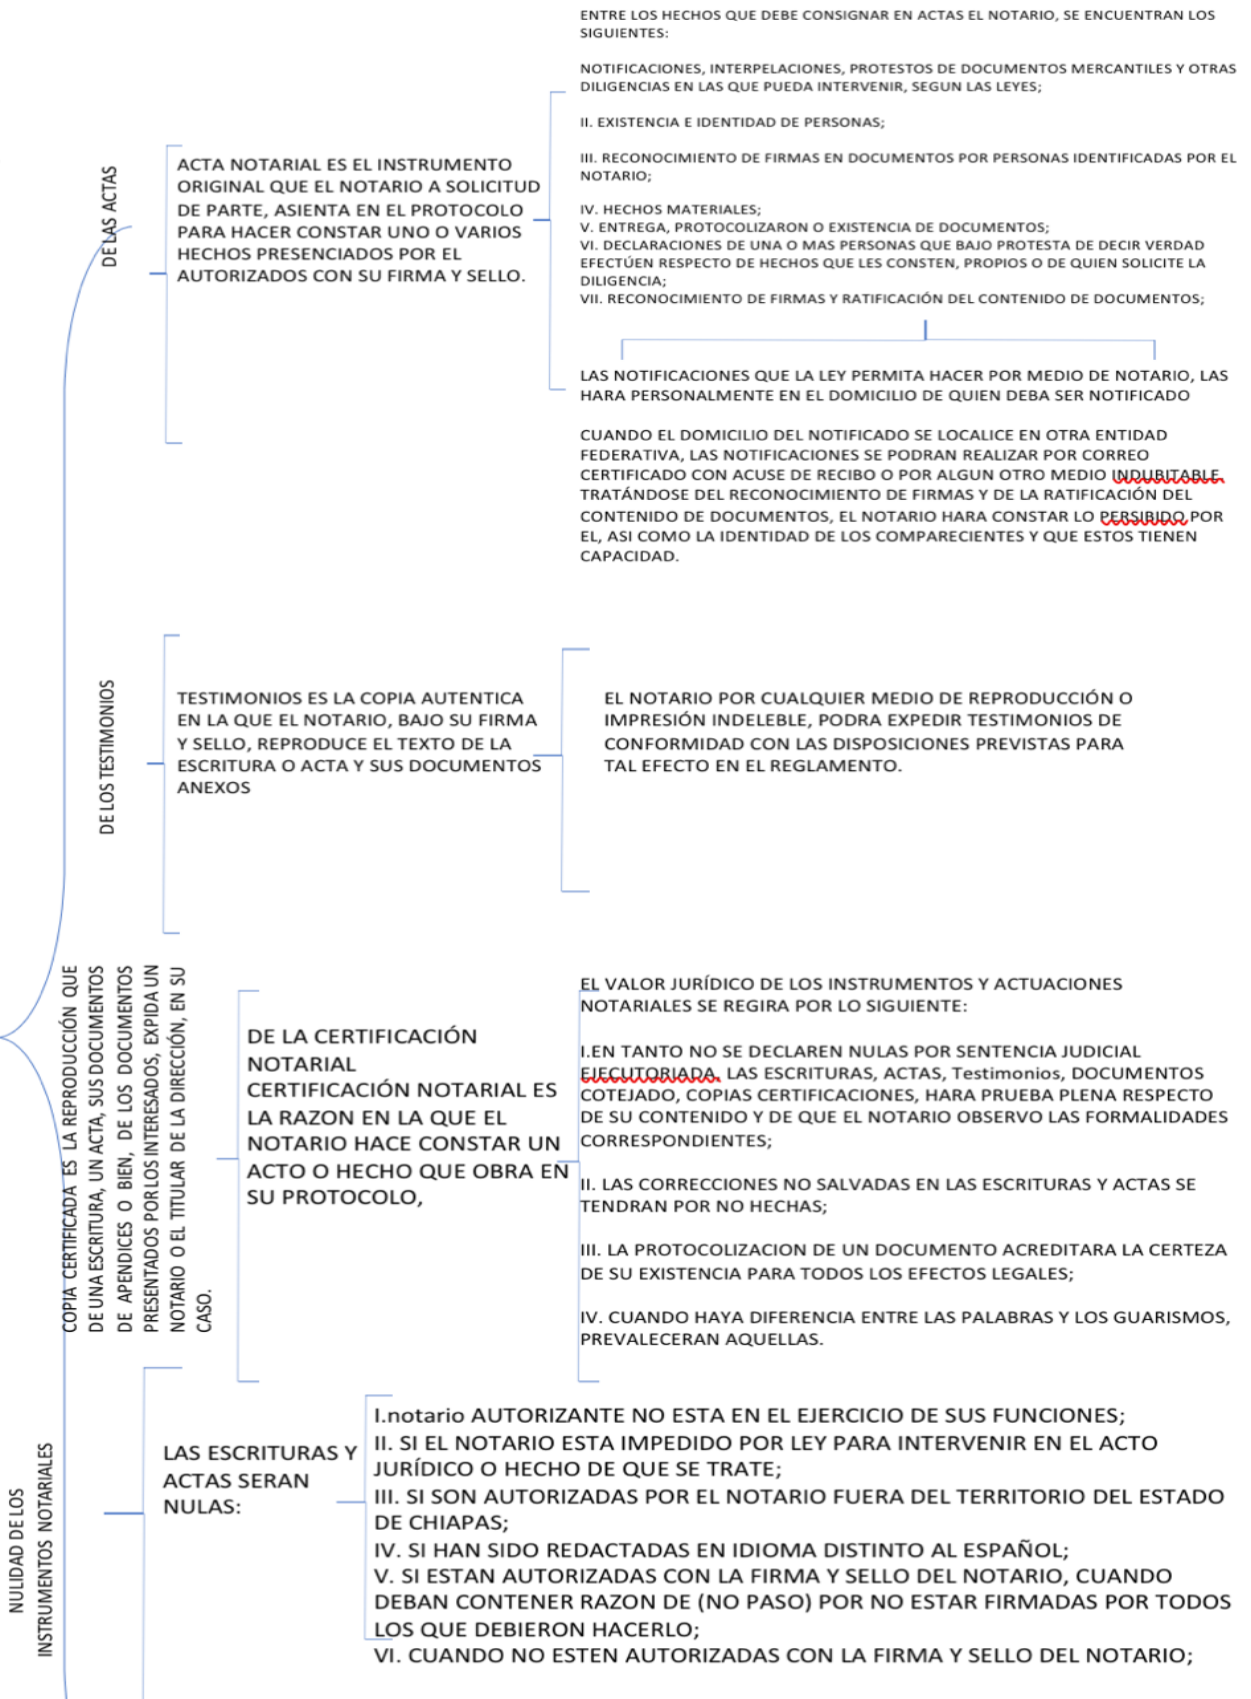 DE LAS ACTAS
ACTA NOTARIAL ES EL INSTRUMENTO
ORIGINAL QUE EL NOTARIO A SOLICITUD
DE PARTE, ASIENTA EN EL PROTOCOLO
PARA HACER CONSTAR UNO O VARIOS
HECHOS PRESENCIADOS POR EL
AUTORIZADOS CON SU FIRMA Y SELLO.
ENTRE LOS HECHOS QUE DEBE CONSIGNAR EN ACTAS EL NOTARIO, SE ENCUENTRAN LOS
SIGUIENTES:
NOTIFICACIONES, INTERPELACIONES, PROTESTOS DE DOCUMENTOS MERCANTILES Y OTRAS
DILIGENCIAS EN LAS QUE PUEDA INTERVENIR, SEGUN LAS LEYES;
II. EXISTENCIA E IDENTIDAD DE PERSONAS;
III. RECONOCIMIENTO DE FIRMAS EN DOCUMENTOS POR PERSONAS IDENTIFICADAS POR EL
NOTARIO;
IV. HECHOS MATERIALES;
V. ENTREGA, PROTOCOLIZARON O EXISTENCIA DE DOCUMENTOS;
VI. DECLARACIONES DE UNA O MAS PERSONAS QUE BAJO PROTESTA DE DECIR VERDAD
EFECTÚEN RESPECTO DE HECHOS QUE LES CONSTEN, PROPIOS O DE QUIEN SOLICITE LA
DILIGENCIA;
VII. RECONOCIMIENTO DE FIRMAS Y RATIFICACIÓN DEL CONTENIDO DE DOCUMENTOS;
LAS NOTIFICACIONES QUE LA LEY PERMITA HACER POR MEDIO DE NOTARIO, LAS
HARA PERSONALMENTE EN EL DOMICILIO DE QUIEN DEBA SER NOTIFICADO
CUANDO EL DOMICILIO DEL NOTIFICADO SE LOCALICE EN OTRA ENTIDAD
FEDERATIVA, LAS NOTIFICACIONES SE PODRAN REALIZAR POR CORREO
CERTIFICADO CON ACUSE DE RECIBO O POR ALGUN OTRO MEDIO INDUBITABLE.
TRATÁNDOSE DEL RECONOCIMIENTO DE FIRMAS Y DE LA RATIFICACIÓN DEL
CONTENIDO DE DOCUMENTOS, EL NOTARIO HARA CONSTAR LO PERSIBIDO POR
EL, ASI COMO LA IDENTIDAD DE LOS COMPARECIENTES Y QUE ESTOS TIENEN
CAPACIDAD.
DE LOS TESTIMONIOS
TESTIMONIOS ES LA COPIA AUTENTICA
EN LA QUE EL NOTARIO, BAJO SU FIRMA
Y SELLO, REPRODUCE EL TEXTO DE LA
ESCRITURA O ACTA Y SUS DOCUMENTOS
ANEXOS
EL NOTARIO POR CUALQUIER MEDIO DE REPRODUCCIÓN O
IMPRESIÓN INDELEBLE, PODRA EXPEDIR TESTIMONIOS DE
CONFORMIDAD CON LAS DISPOSICIONES PREVISTAS PARA
TAL EFECTO EN EL REGLAMENTO.
COPIA CERTIFICADA ES LA REPRODUCCIÓN QUE
DE UNA ESCRITURA, UN ACTA, SUS DOCUMENTOS
DE APENDICES O BIEN, DE LOS DOCUMENTOS
PRESENTADOS POR LOS INTERESADOS, EXPIDA UN
NOTARIO O EL TITULAR DE LA DIRECCIÓN, EN SU
CASO.
DE LA CERTIFICACIÓN
NOTARIAL
CERTIFICACIÓN NOTARIAL ES
LA RAZON EN LA QUE EL
NOTARIO HACE CONSTAR UN
ACTO O HECHO QUE OBRA EN
SU PROTOCOLO,
EL VALOR JURÍDICO DE LOS INSTRUMENTOS Y ACTUACIONES
NOTARIALES SE REGIRA POR LO SIGUIENTE:
I.EN TANTO NO SE DECLAREN NULAS POR SENTENCIA JUDICIAL
EJECUTORIADA, LAS ESCRITURAS, ACTAS, Testimonios, DOCUMENTOS
COTEJADO, COPIAS CERTIFICACIONES, HARA PRUEBA PLENA RESPECTO
DE SU CONTENIDO Y DE QUE EL NOTARIO OBSERVO LAS FORMALIDADES
CORRESPONDIENTES;
II. LAS CORRECCIONES NO SALVADAS EN LAS ESCRITURAS Y ACTAS SE
TENDRAN POR NO HECHAS;
III. LA PROTOCOLIZACION DE UN DOCUMENTO ACREDITARA LA CERTEZA
DE SU EXISTENCIA PARA TODOS LOS EFECTOS LEGALES;
IV. CUANDO HAYA DIFERENCIA ENTRE LAS PALABRAS Y LOS GUARISMOS,
PREVALECERAN AQUELLAS.
NULIDAD DE LOS
INSTRUMENTOS NOTARIALES
LAS ESCRITURAS Y
ACTAS SERAN
NULAS:
I.notario AUTORIZANTE NO ESTA EN EL EJERCICIO DE SUS FUNCIONES;
II. SI EL NOTARIO ESTA IMPEDIDO POR LEY PARA INTERVENIR EN EL ACTO
JURÍDICO O HECHO DE QUE SE TRATE;
III. SI SON AUTORIZADAS POR EL NOTARIO FUERA DEL TERRITORIO DEL ESTADO
DE CHIAPAS;
IV. SI HAN SIDO REDACTADAS EN IDIOMA DISTINTO AL ESPAÑOL;
V. SI ESTAN AUTORIZADAS CON LA FIRMA Y SELLO DEL NOTARIO, CUANDO
DEBAN CONTENER RAZON DE (NO PASO) POR NO ESTAR FIRMADAS POR TODOS
LOS QUE DEBIERON HACERLO;
VI. CUANDO NO ESTEN AUTORIZADAS CON LA FIRMA Y SELLO DEL NOTARIO;